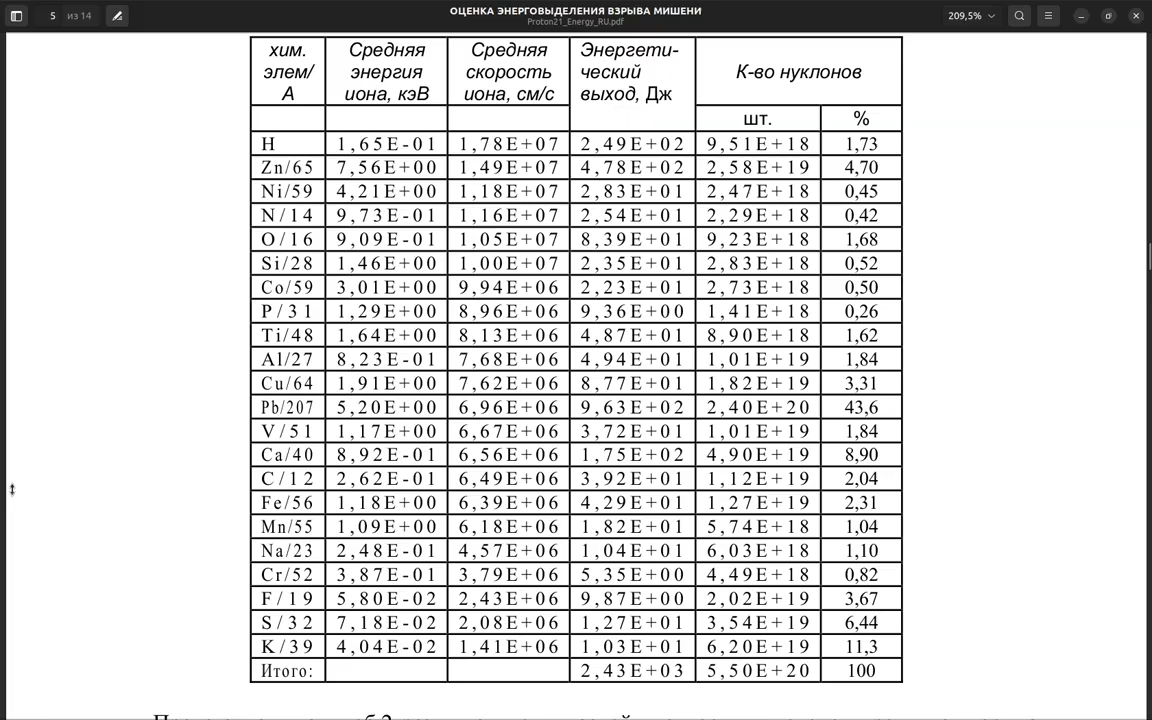 5 из 14
ОЦЕНКА ЭНЕРГОВЫДЕЛЕНИЯ ВЗРЫВА МИШЕНИ
Proton21_Energy_RU.pdf
209,5%
хим. элем/ А Средняя энергия иона, кэВ Средняя скорость иона, см/с Энергети-ческий выход, Дж К-во нуклонов
шт. %
H 1,65E-01 1,78E+07 2,49E+02 9,51E+18 1,73
Zn/65 7,56E+00 1,49E+07 4,78E+02 2,58E+19 4,70
Ni/59 4,21E+00 1,18E+07 2,83E+01 2,47E+18 0,45
N/14 9,73E-01 1,16E+07 2,54E+01 2,29E+18 0,42
O/16 9,09E-01 1,05E+07 8,39E+01 9,23E+18 1,68
Si/28 1,46E+00 1,00E+07 2,35E+01 2,83E+18 0,52
Co/59 3,01E+00 9,94E+06 2,23E+01 2,73E+18 0,50
P/31 1,29E+00 8,96E+06 9,36E+00 1,41E+18 0,26
Ti/48 1,64E+00 8,13E+06 4,87E+01 8,90E+18 1,62
Al/27 8,23E-01 7,68E+06 4,94E+01 1,01E+19 1,84
Cu/64 1,91E+00 7,62E+06 8,77E+01 1,82E+19 3,31
Pb/207 5,20E+00 6,96E+06 9,63E+02 2,40E+20 43,6
V/51 1,17E+00 6,67E+06 3,72E+01 1,01E+19 1,84
Ca/40 8,92E-01 6,56E+06 1,75E+02 4,90E+19 8,90
C/12 2,62E-01 6,49E+06 3,92E+01 1,12E+19 2,04
Fe/56 1,18E+00 6,39E+06 4,29E+01 1,27E+19 2,31
Mn/55 1,09E+00 6,18E+06 1,82E+01 5,74E+18 1,04
Na/23 2,48E-01 4,57E+06 1,04E+01 6,03E+18 1,10
Cr/52 3,87E-01 3,79E+06 5,35E+00 4,49E+18 0,82
F/19 5,80E-02 2,43E+06 9,87E+00 2,02E+19 3,67
S/32 7,18E-02 2,08E+06 1,27E+01 3,54E+19 6,44
K/39 4,04E-02 1,41E+06 1,03E+01 6,20E+19 11,3
Итого: 2,43E+03 5,50E+20 100